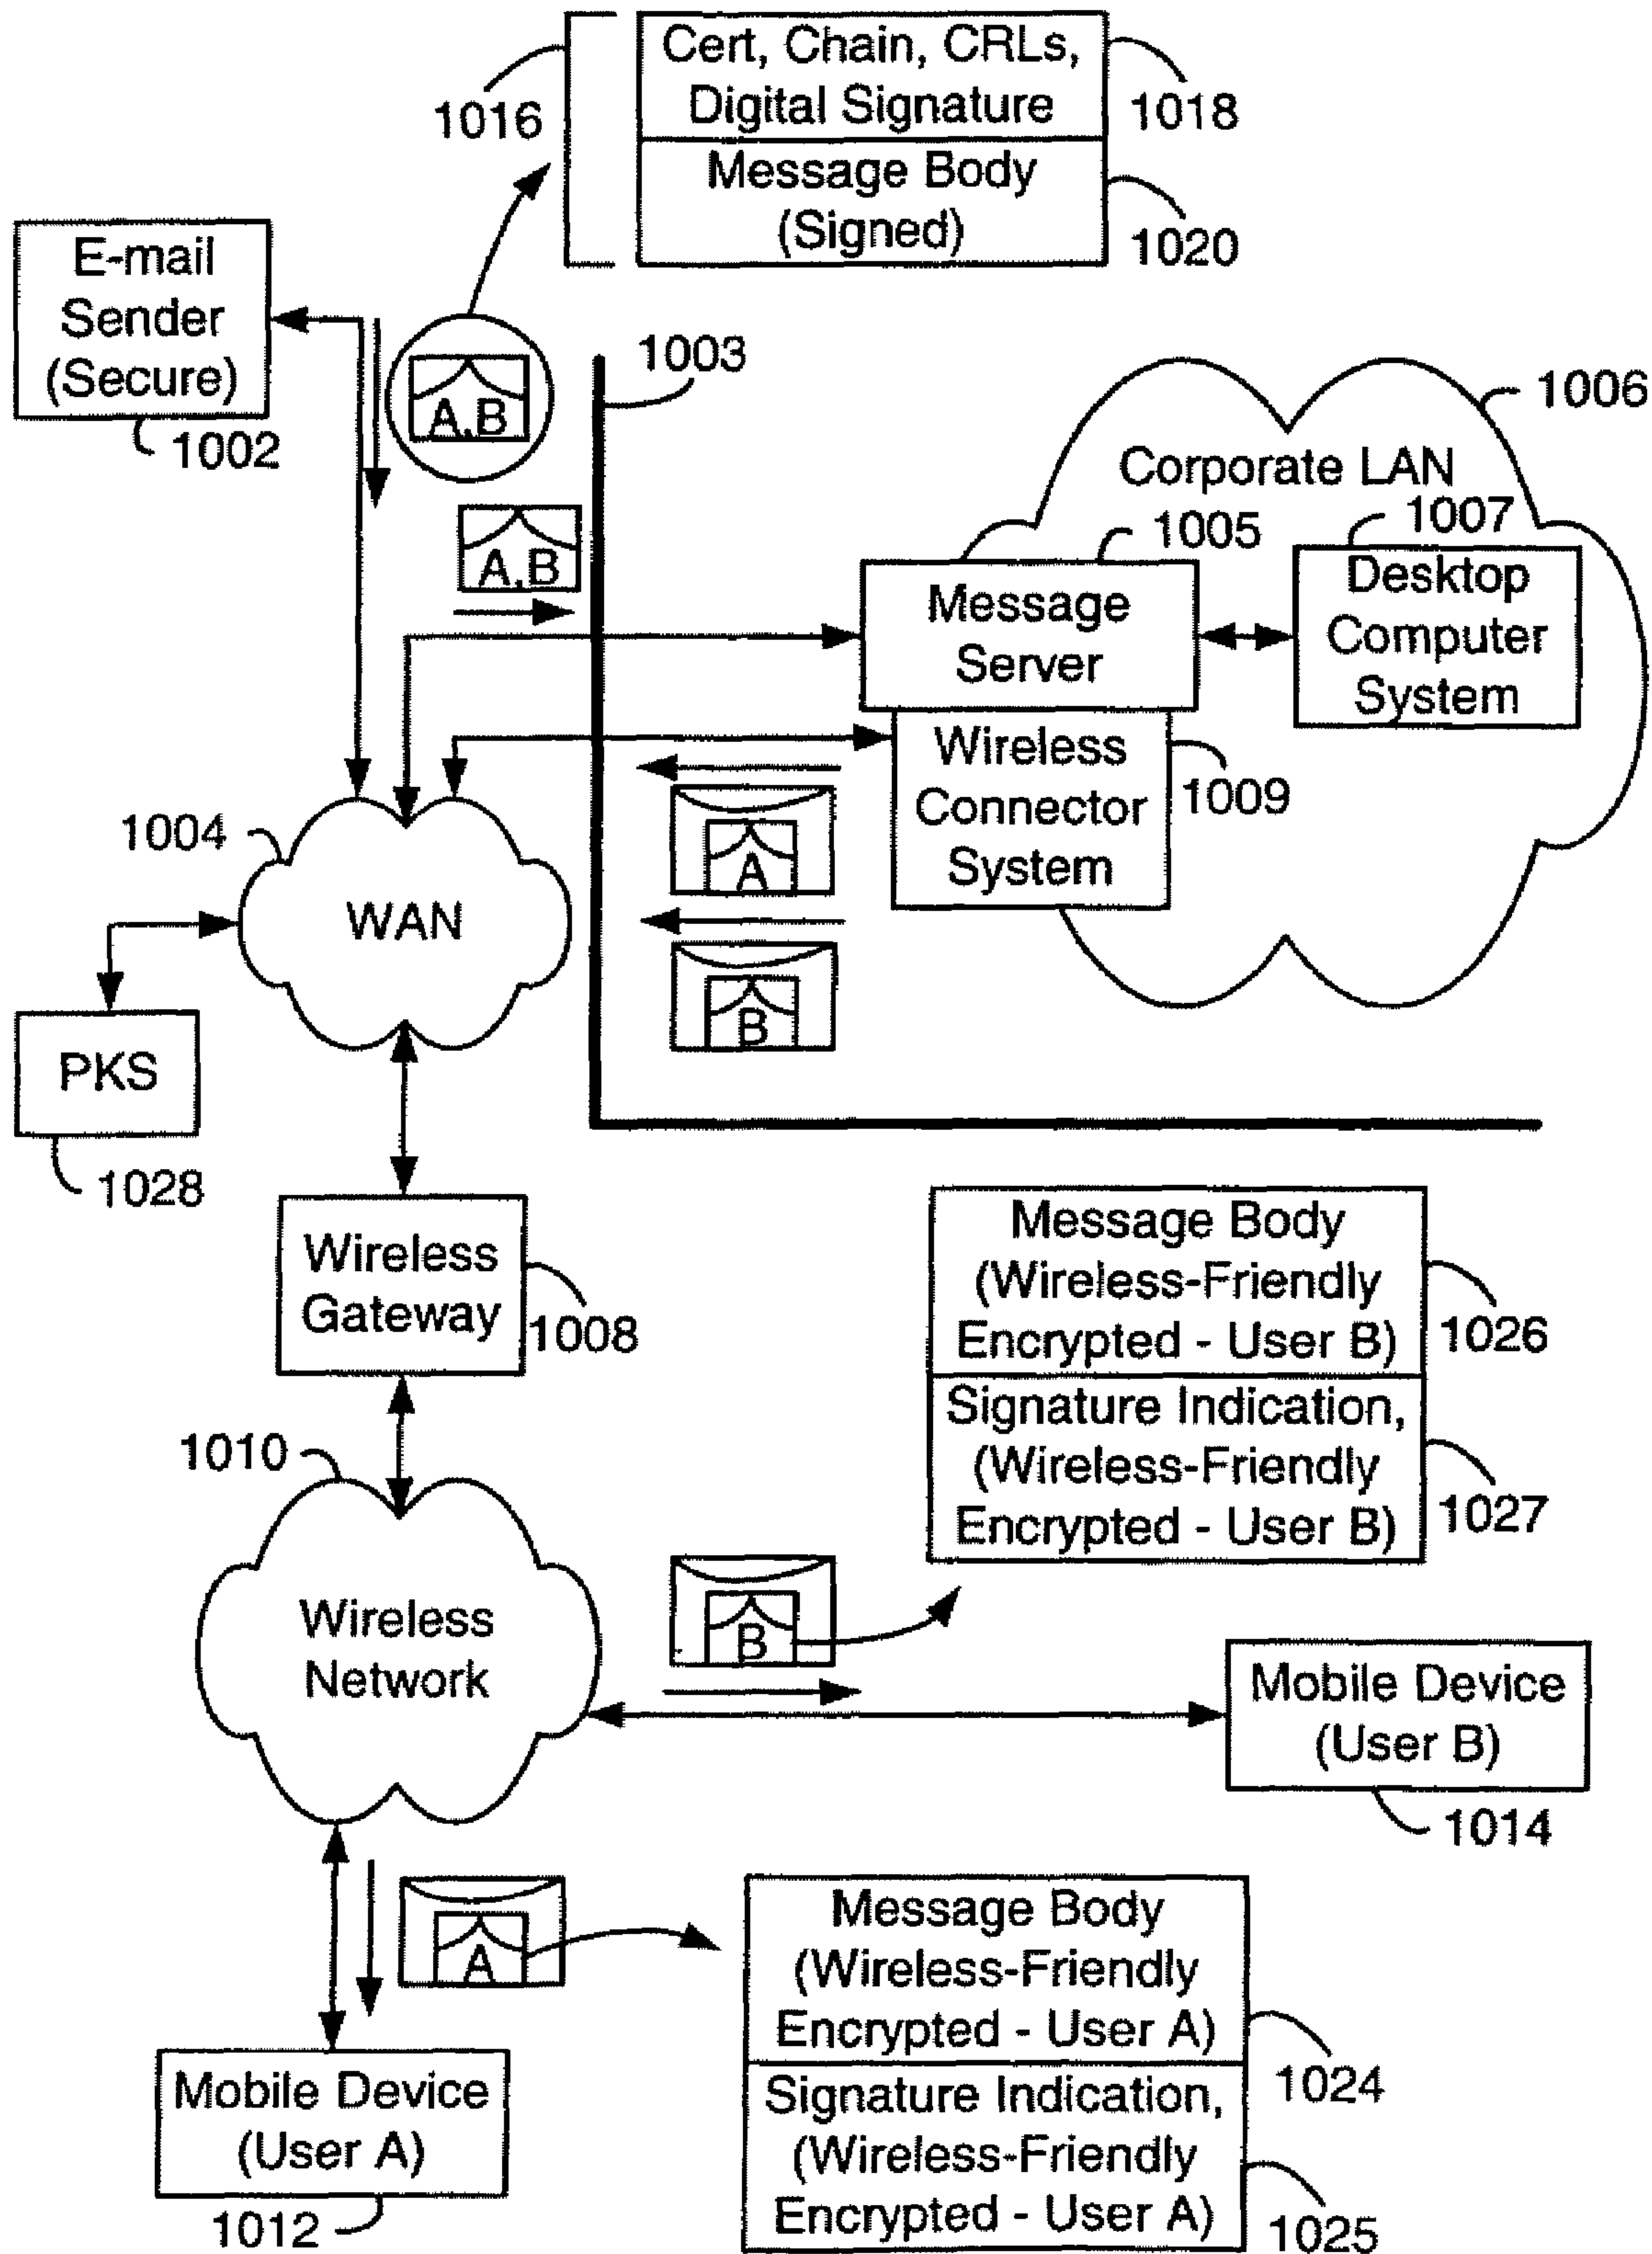 Cert, Chain, CRLs,
Digital Signature
1016
1018
Message Body
(Signed)
1020
E-mail
Sender
(Secure)
1002
A,B
1003
1006
Corporate LAN
A,B
1005
1007
Message
Server
Desktop
Computer
System
Wireless
Connector
System
1009
A
B
1004
WAN
PKS
1028
Wireless
Gateway
1008
Message Body
(Wireless-Friendly
Encrypted - User B)
1026
Signature Indication,
(Wireless-Friendly
Encrypted - User B)
1027
1010
Wireless
Network
B
Mobile Device
(User B)
1014
A
Message Body
(Wireless-Friendly
Encrypted - User A)
1024
Signature Indication,
(Wireless-Friendly
Encrypted - User A)
1025
Mobile Device
(User A)
1012